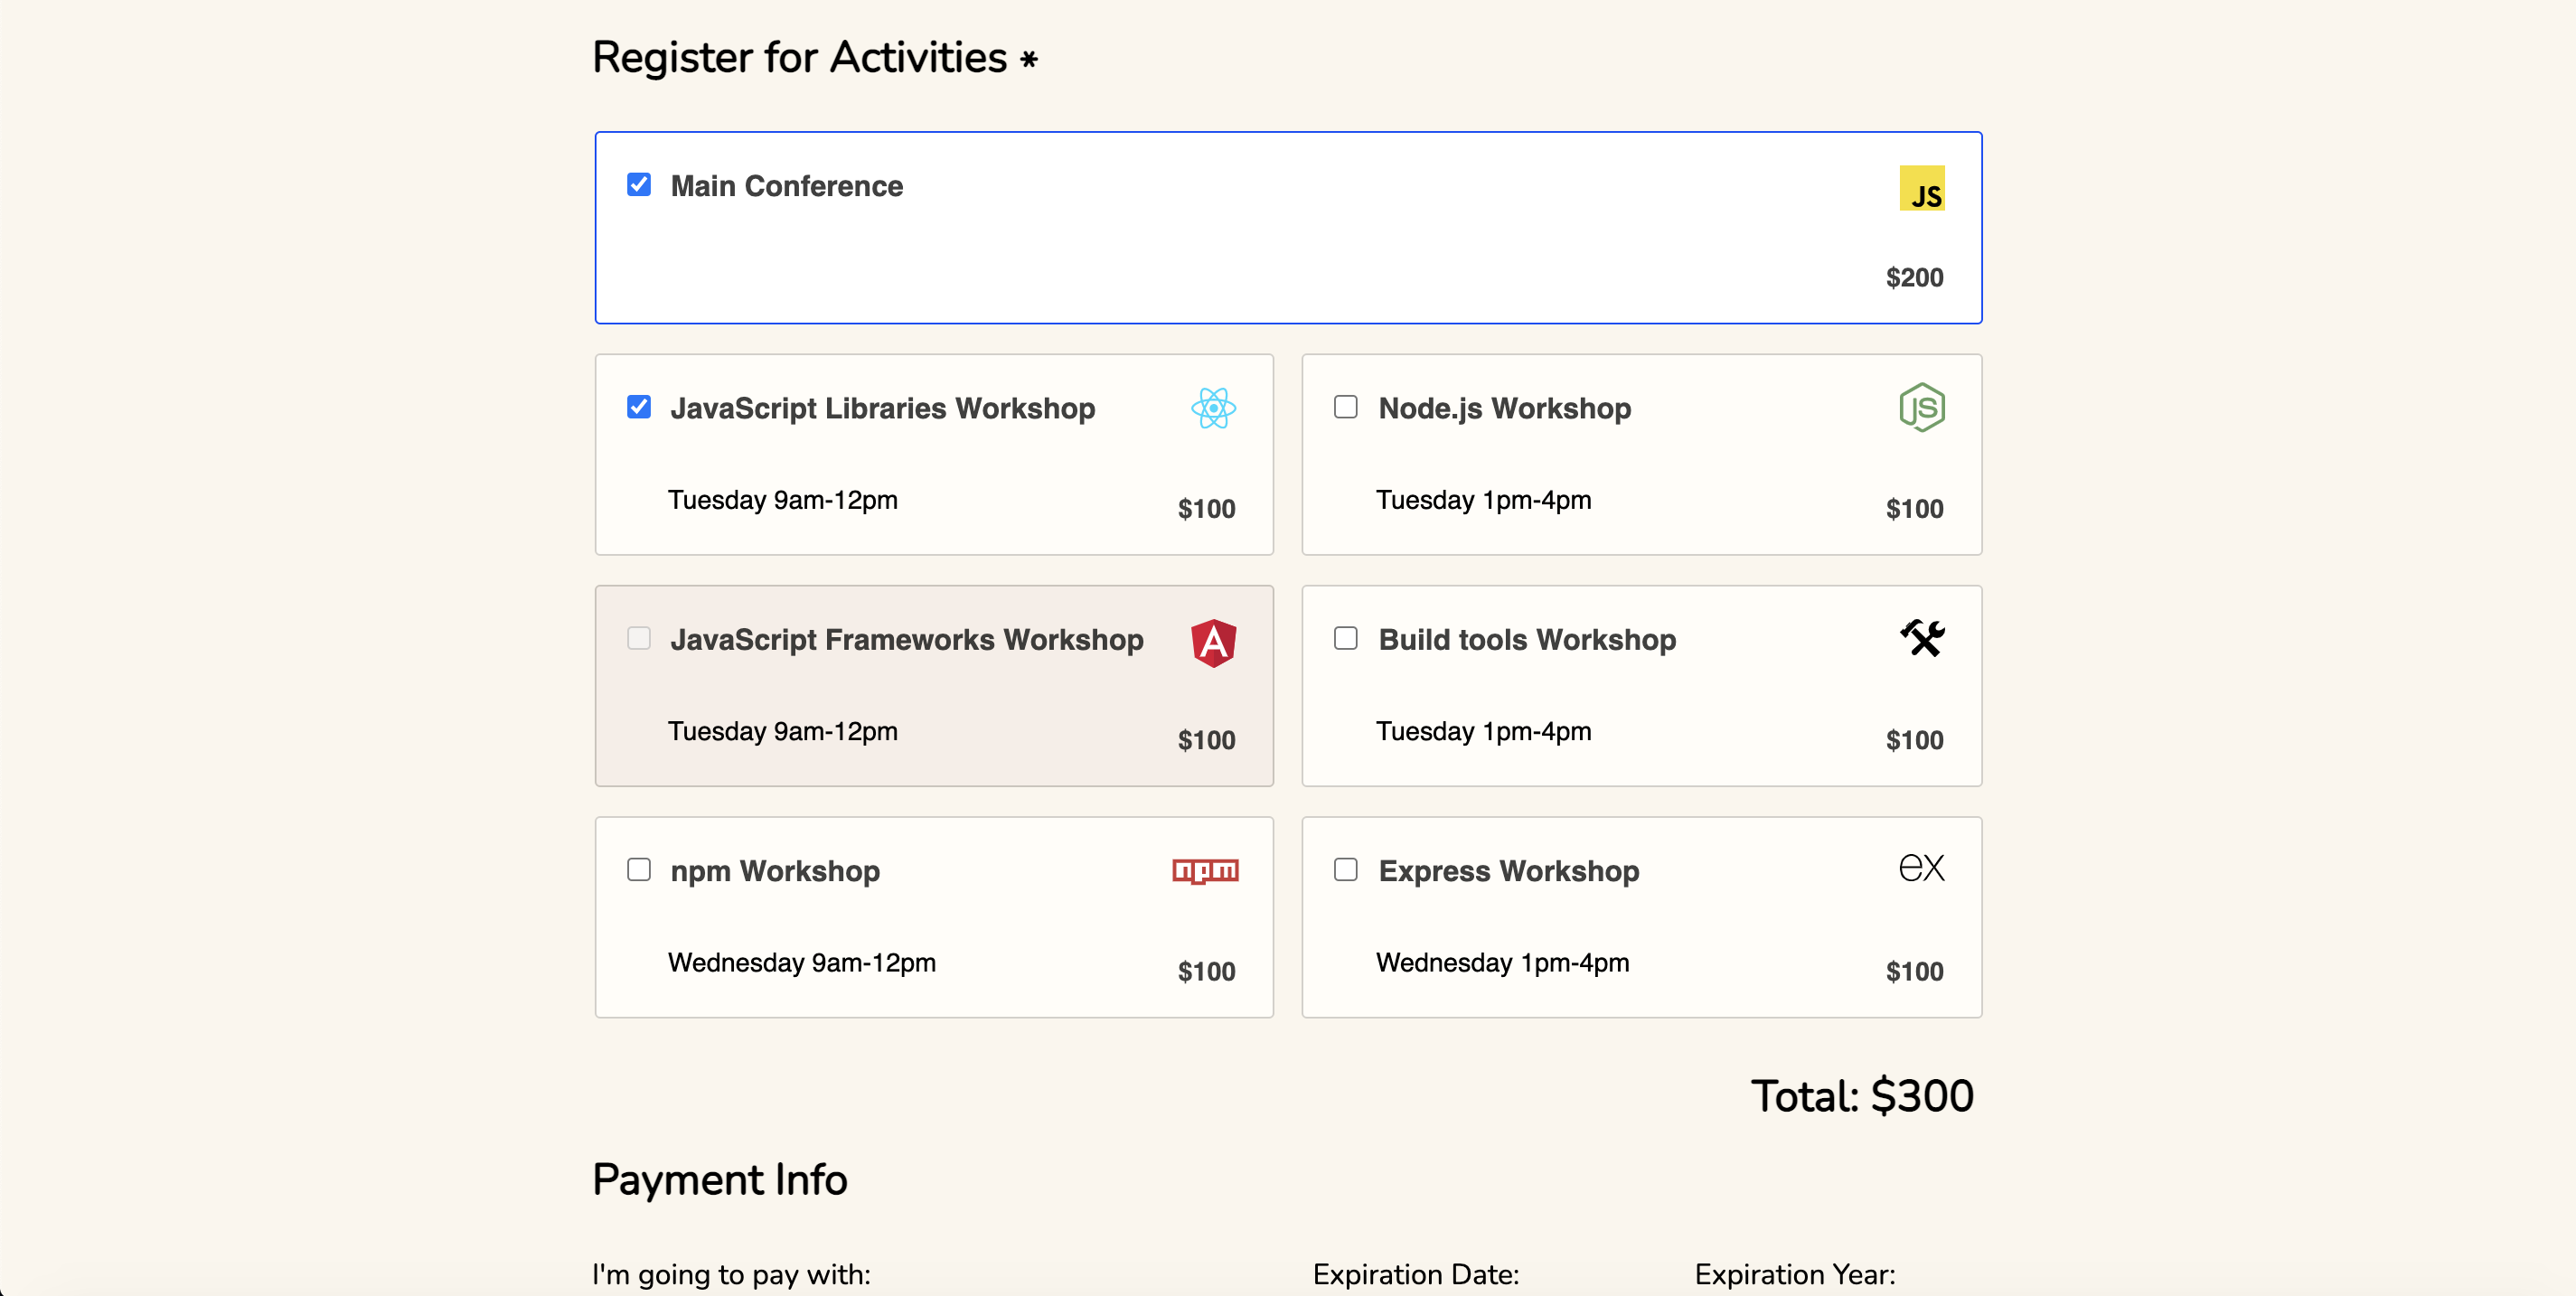 Register for Activities *
Main Conference
JS
$200
JavaScript Libraries Workshop
Tuesday 9am-12pm
$100
Node.js Workshop
JS
Tuesday 1pm-4pm
$100
JavaScript Frameworks Workshop
A
Tuesday 9am-12pm
$100
Build tools Workshop
Tuesday 1pm-4pm
$100
npm Workshop
npm
Wednesday 9am-12pm
$100
Express Workshop
ex
Wednesday 1pm-4pm
$100
Total: $300
Payment Info
I'm going to pay with:
Expiration Date:
Expiration Year: